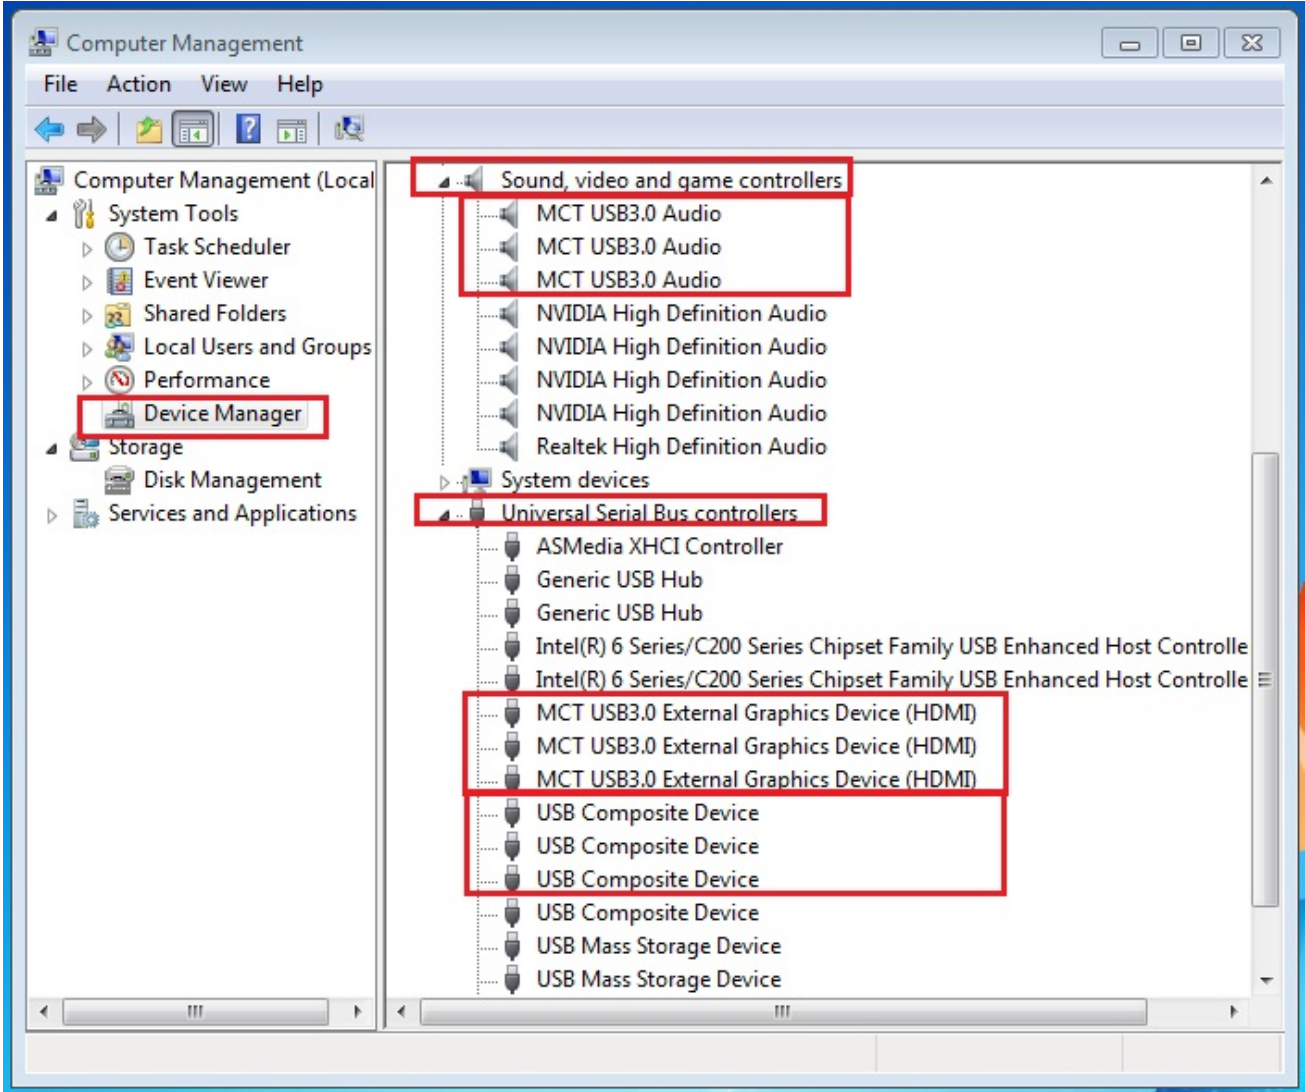 Computer Management
File Action View Help
Computer Management (Local
System Tools
Task Scheduler
Event Viewer
Shared Folders
Local Users and Groups
Performance
Device Manager
Storage
Disk Management
Services and Applications
Sound, video and game controllers
MCT USB3.0 Audio
MCT USB3.0 Audio
MCT USB3.0 Audio
NVIDIA High Definition Audio
NVIDIA High Definition Audio
NVIDIA High Definition Audio
NVIDIA High Definition Audio
Realtek High Definition Audio
System devices
Universal Serial Bus controllers
ASMedia XHCI Controller
Generic USB Hub
Generic USB Hub
Intel(R) 6 Series/C200 Series Chipset Family USB Enhanced Host Controlle
Intel(R) 6 Series/C200 Series Chipset Family USB Enhanced Host Controlle
MCT USB3.0 External Graphics Device (HDMI)
MCT USB3.0 External Graphics Device (HDMI)
MCT USB3.0 External Graphics Device (HDMI)
USB Composite Device
USB Composite Device
USB Composite Device
USB Composite Device
USB Mass Storage Device
USB Mass Storage Device